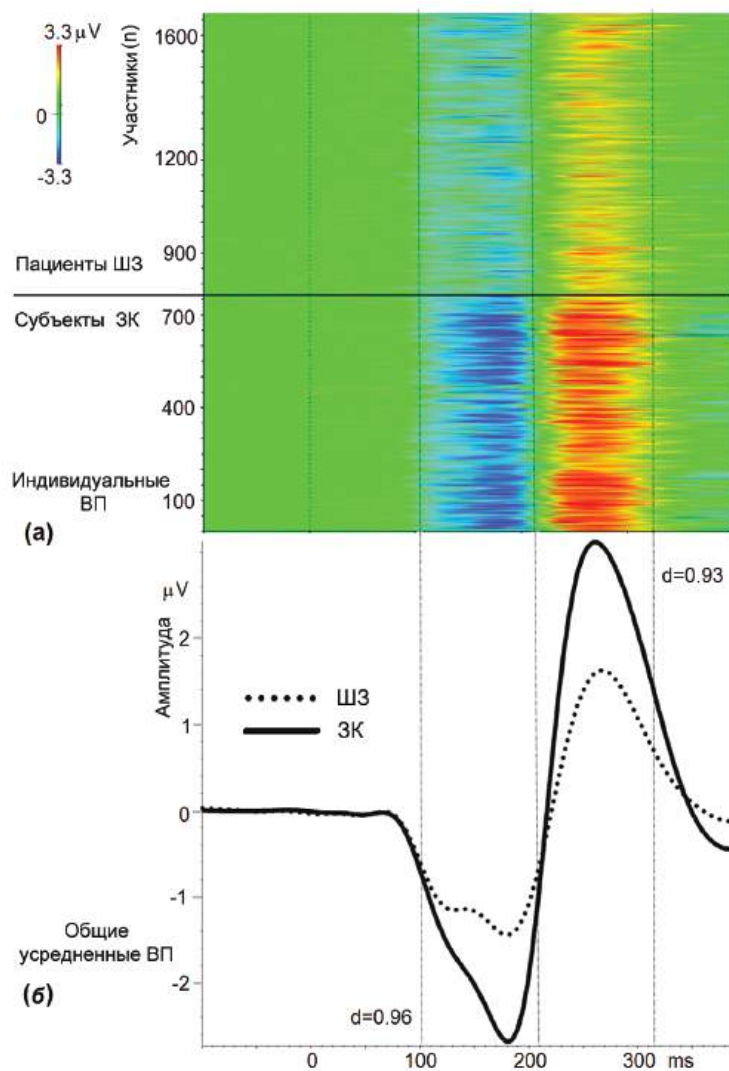 3.3 μV
0
-3.3
Участники (n)
1600
1200
900
Пациенты ШЗ
Субъекты ЗК
700
400
Индивидуальные
ВП
100
(а)
μV
Амплитуда
2
1
0
-1
-2
d=0.93
ШЗ
ЗК
Общие
усредненные ВП
(б)
d=0.96
0 100 200 300 ms